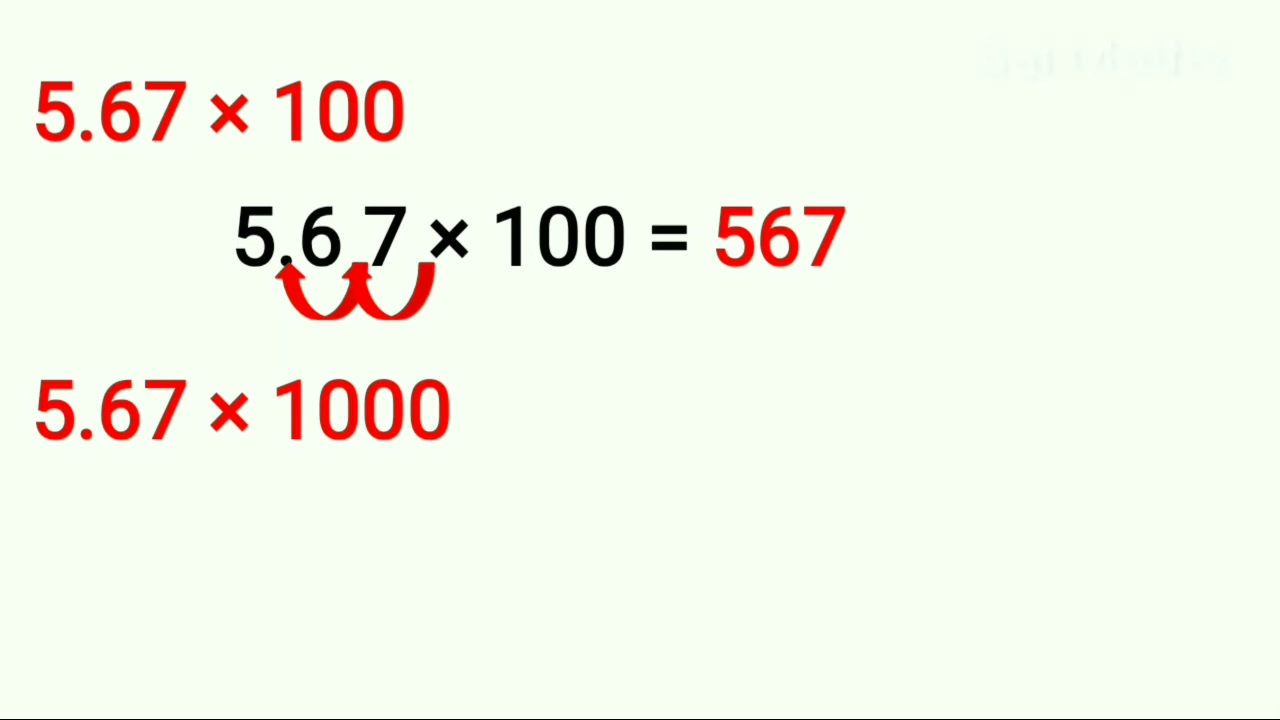 5.67 × 100
5.67 × 100 = 567
5.67 × 1000